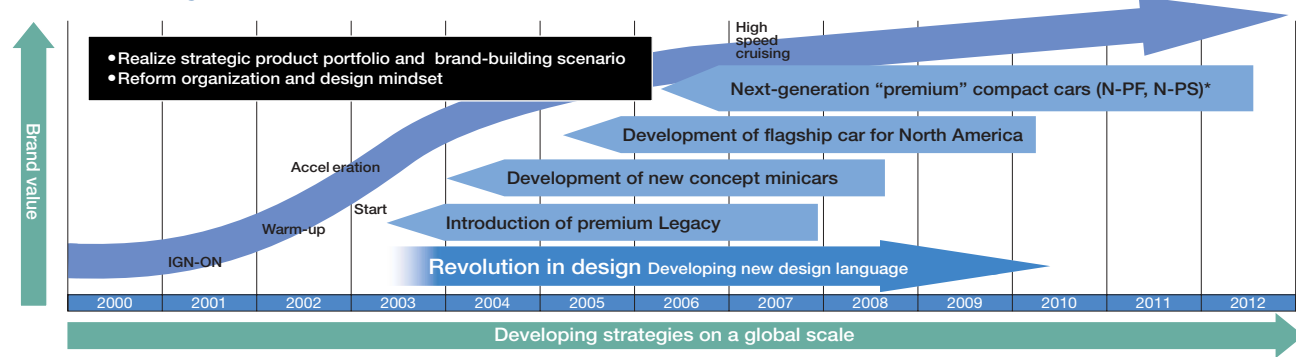 High
speed
cruising
•Realize strategic product portfolio and brand-building scenario
•Reform organization and design mindset
Next-generation “premium” compact cars (N-PF, N-PS)*
Development of flagship car for North America
Accel eration
Development of new concept minicars
Start
Introduction of premium Legacy
Warm-up
IGN-ON
Revolution in design Developing new design language
Brand value
2000 2001 2002 2003 2004 2005 2006 2007 2008 2009 2010 2011 2012
Developing strategies on a global scale